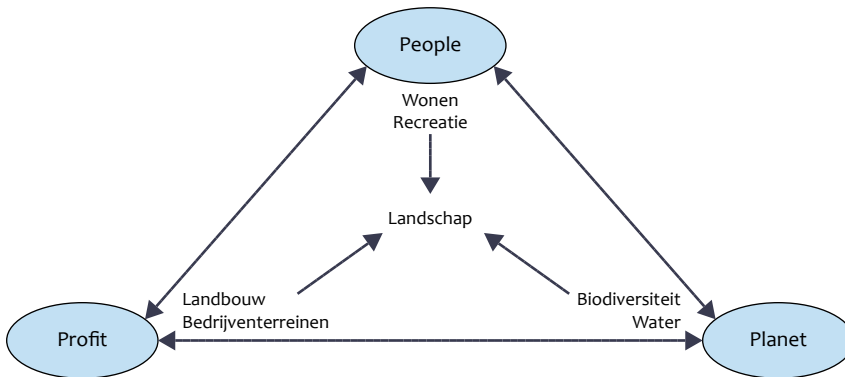 People
Wonen
Recreatie
Landschap
Landbouw
Bedrijventerreinen
Biodiversiteit
Water
Profit
Planet